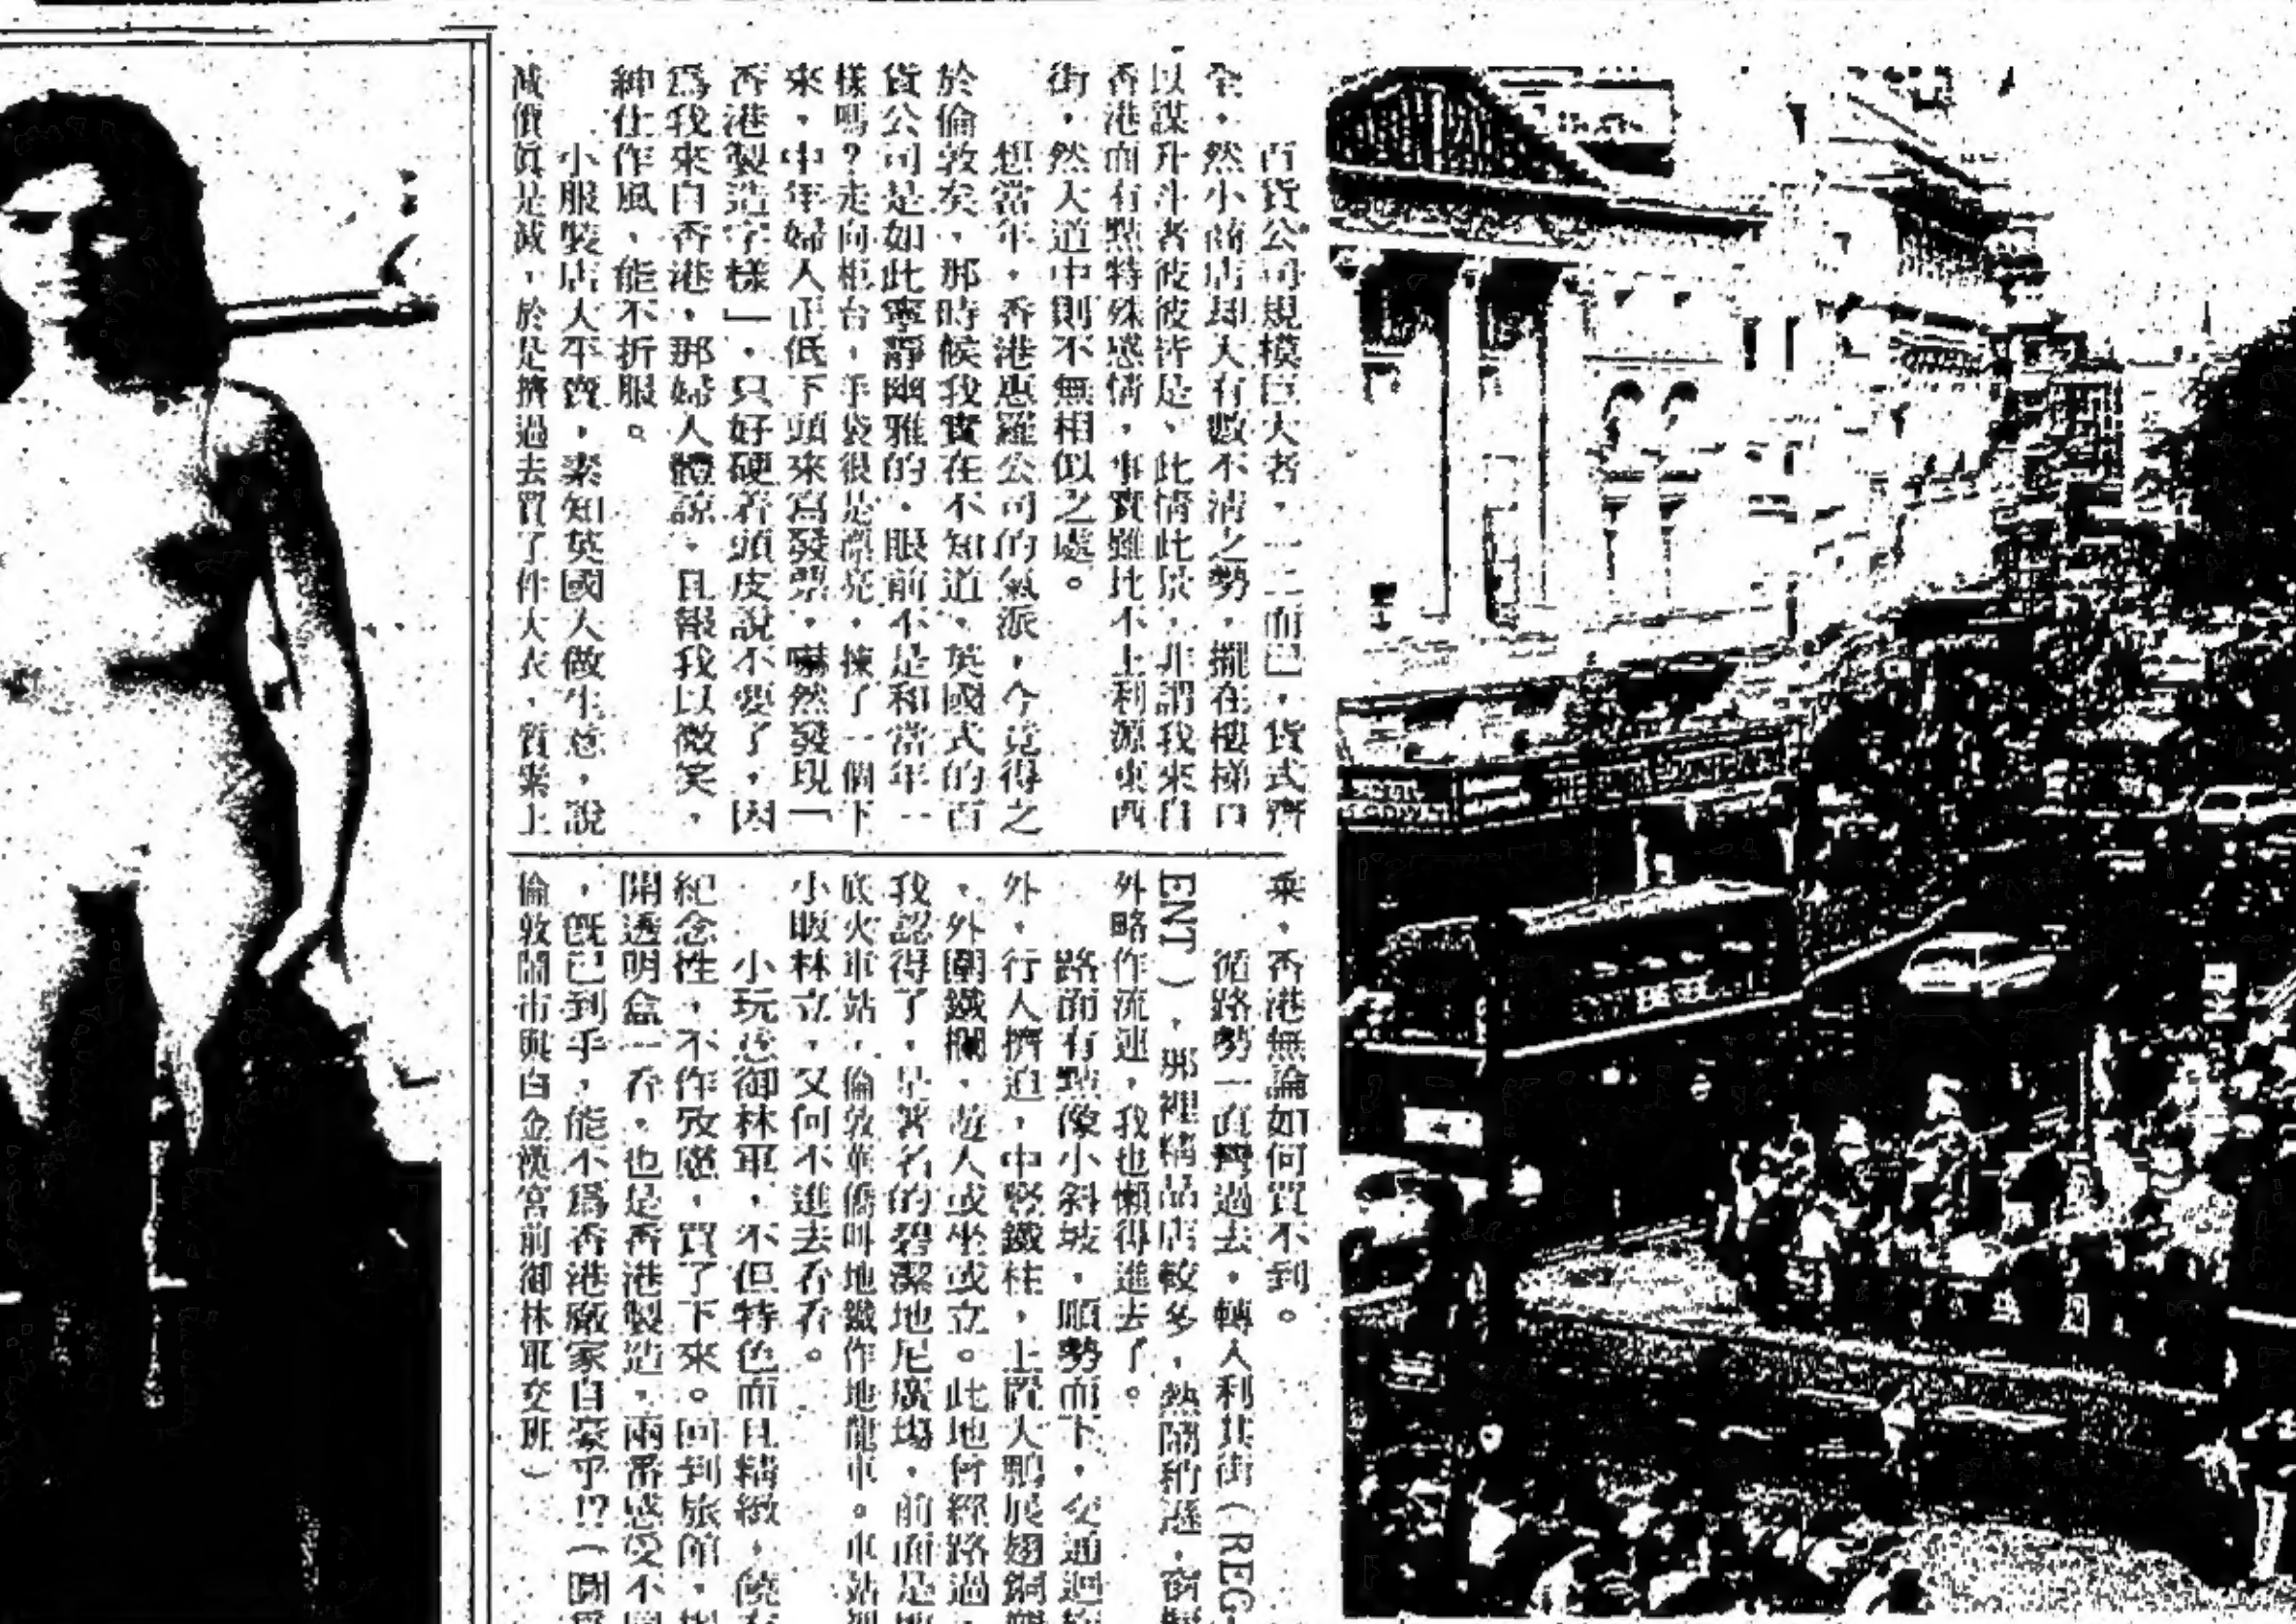 百貨公司規模巨大者，一二而已，貨式齊
全，然小商店却大有數不清之勢，擺在樓梯口
以謀升斗者彼彼皆是、此情此景，非謂我來自
香港而有點特殊感情，事實雖比不上利源東西
街，然大道中則不無相似之處。
想當年，香港惠羅公司的氣派，今竟得之
於倫敦矣，那時候我實在不知道，英國式的百
貨公司是如此寧靜幽雅的，眼前不是和當年一
樣嗎？走向柜台，手袋很是漂亮，揀了一個下
來，中年婦人正低下頭來寫發票，嚇然發現「
香港製造字樣」，只好硬着頭皮說不要了，因
爲我來自香港，那婦人體諒，且報我以微笑，
紳仕作風，能不折服。
小服裝店大平賣，素知英國人做生意，說
減價眞是減，於是擠過去買了件大衣，質素上
乘，香港無論如何買不到。
循路勢一直彎過去，轉入利其街（REG
ENT），那裡精品店較多，熱鬧稍遜，窗
外略作流連，我也懶得進去了。
路面有點像小斜坡，順勢而下，交通迴
外，行人擠迫，中竪鐵柱，上置大鵬展翅銅
，外圍鐵欄，遊人或坐或立。此地何經路過，
我認得了，是著名的碧潔地尼廣場，前面是
底火車站，倫敦華僑叫地鐵作地龍車。車站
小販林立，又何不進去看看。
小玩意御林軍，不但特色而且精緻，饒有
紀念性，不作攷慮，買了下來。回到旅館，
開透明盒一看，也是香港製造，兩番感受不
，旣已到手，能不爲香港廠家自豪乎！？（圖爲
倫敦鬧市與白金漢宮前御林軍交班）